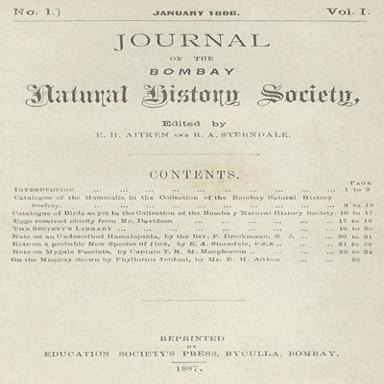 No. 1.) JANUARY 1886. Vol. I.
JOURNAL
OF THE
BOMBAY
Natural History Society,
Edited by
E. H. AITKEN AND R. A. STERNDALE.
CONTENTS.
PAGE
INTRODUCTION ... ... ... ... ... ... ... ... 1 to 3
Catalogue of the Mammalia in the Collection of the Bombay Natural History
Society. ... ... ... ... ... ... ... ... 3 to 10
Catalogue of Birds as yet in the Collection of the Bombay Natural History Society. 10 to 17
Eggs received chiefly from Mr. Davidson ... ... ... ... 17 to 18
THE SOCIETY'S LIBRARY ... ... ... ... ... ... ... 19 to 20
Note on an Undescribed Hamalopsida, by the Rev. F. Dreckmann, S. J. ... ... 20 to 21
Note on a probable New Species of Ibex, by R. A. Sterndale, F.Z.S .. ... ... 21 to 22
Note on Mygale Fasciata, by Captain T. R. M. Macpherson .. ... ... 23 to 24
On the Mimicry shown by Phyllornis Jerdoni, by Mr. E. H. Aitken ... ... 25
REPRINTED
BY
EDUCATION SOCIETY'S PRESS, BYCULLA, BOMBAY.
1887.